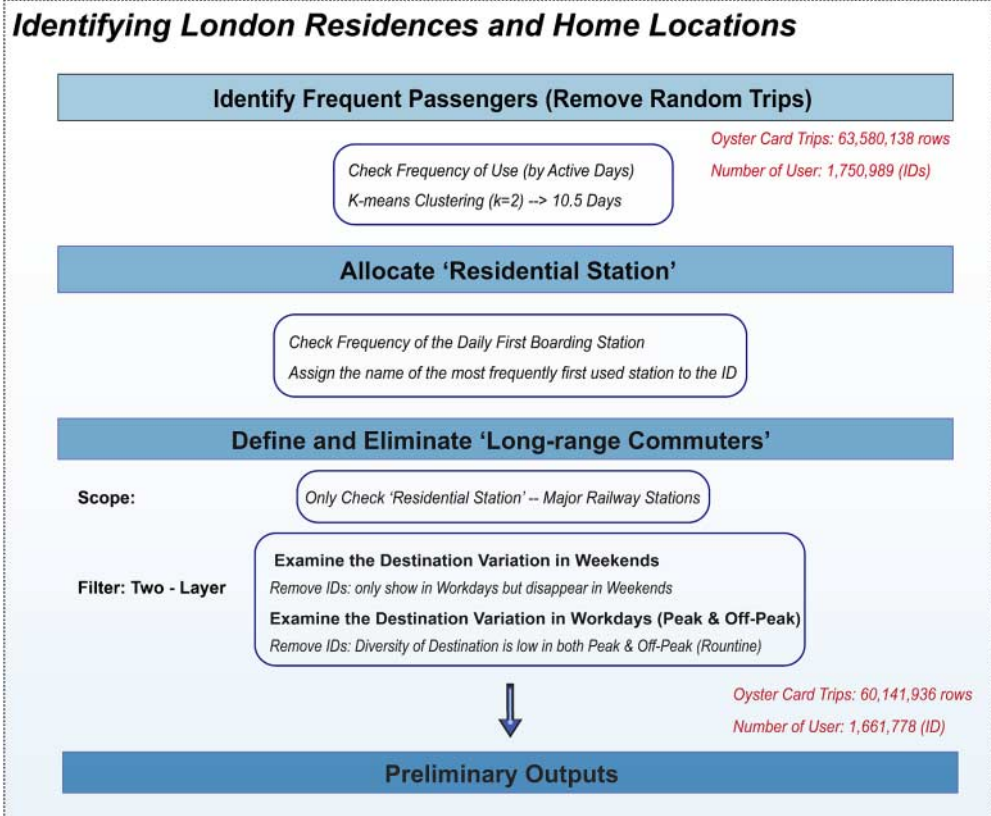 Identifying London Residences and Home Locations
Identify Frequent Passengers (Remove Random Trips)
Oyster Card Trips: 63,580,138 rows
Number of User: 1,750,989 (IDs)
Check Frequency of Use (by Active Days)
K-means Clustering (k=2) --> 10.5 Days
Allocate ‘Residential Station’
Check Frequency of the Daily First Boarding Station
Assign the name of the most frequently first used station to the ID
Define and Eliminate ‘Long-range Commuters’
Scope:
Only Check ‘Residential Station’ -- Major Railway Stations
Filter: Two - Layer
Examine the Destination Variation in Weekends
Remove IDs: only show in Workdays but disappear in Weekends
Examine the Destination Variation in Workdays (Peak & Off-Peak)
Remove IDs: Diversity of Destination is low in both Peak & Off-Peak (Rountine)
Oyster Card Trips: 60,141,936 rows
Number of User: 1,661,778 (ID)
Preliminary Outputs